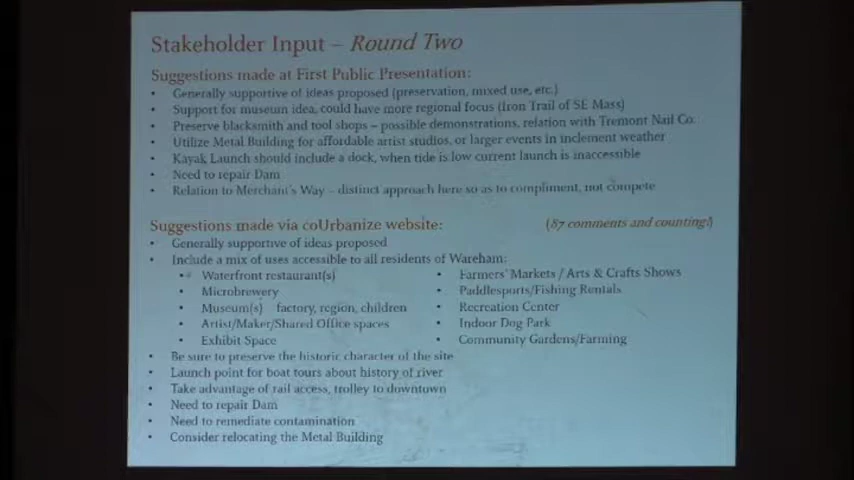 Stakeholder Input – Round Two
Suggestions made at First Public Presentation:
• Generally supportive of ideas proposed (preservation, mixed use, etc.)
• Support for museum idea, could have more regional focus (Iron Trail of SE Mass)
• Preserve blacksmith and tool shops – possible demonstrations, relation with Tremont Nail Co.
• Utilize Metal Building for affordable artist studios, or larger events in inclement weather
• Kayak Launch should include a dock, when tide is low current launch is inaccessible
• Need to repair Dam
• Relation to Merchant's Way – distinct approach here so as to compliment, not compete
Suggestions made via coUrbanize website: (87 comments and counting!)
• Generally supportive of ideas proposed
• Include a mix of uses accessible to all residents of Wareham:
• Waterfront restaurant(s)
• Microbrewery
• Museum(s) factory, region, children
• Artist/Maker/Shared Office spaces
• Exhibit Space
• Farmers' Markets / Arts & Crafts Shows
• Paddlesports/Fishing Rentals
• Recreation Center
• Indoor Dog Park
• Community Gardens/Farming
• Be sure to preserve the historic character of the site
• Launch point for boat tours about history of river
• Take advantage of rail access, trolley to downtown
• Need to repair Dam
• Need to remediate contamination
• Consider relocating the Metal Building